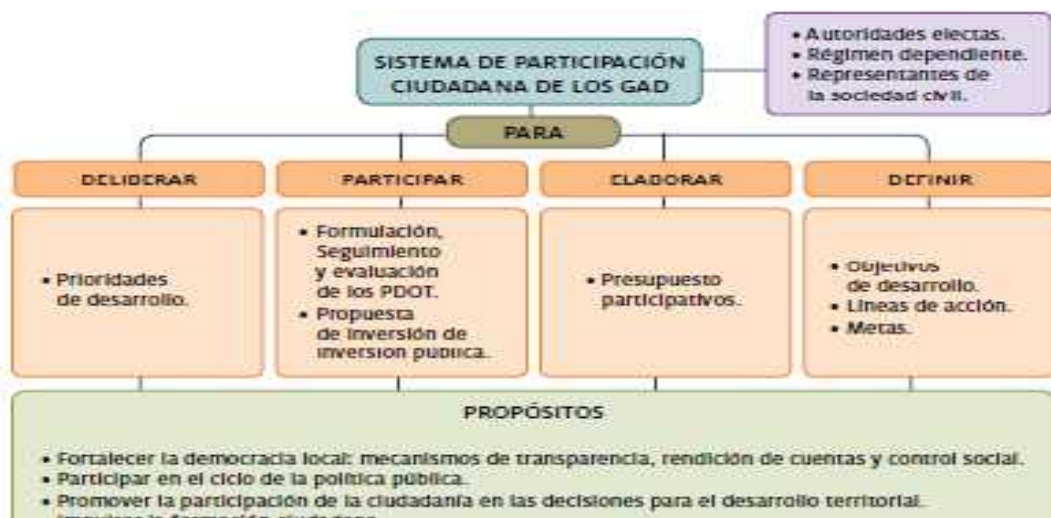 SISTEMA DE PARTICIPACIÓN
CIUDADANA DE LOS GAD
• Autoridades electas.
• Régimen dependiente.
• Representantes de
la sociedad civil.
PARA
DELIBERAR
• Prioridades
de desarrollo.
PARTICIPAR
• Formulación,
Seguimiento
y evaluación
de los PDOT.
• Propuesta
de inversión de
inversión pública.
ELABORAR
• Presupuesto
participativos.
DEFINIR
• Objetivos
de desarrollo.
• Líneas de acción.
• Metas.
PROPÓSITOS
• Fortalecer la democracia local: mecanismos de transparencia, rendición de cuentas y control social.
• Participar en el ciclo de la política pública.
• Promover la participación de la ciudadanía en las decisiones para el desarrollo territorial.